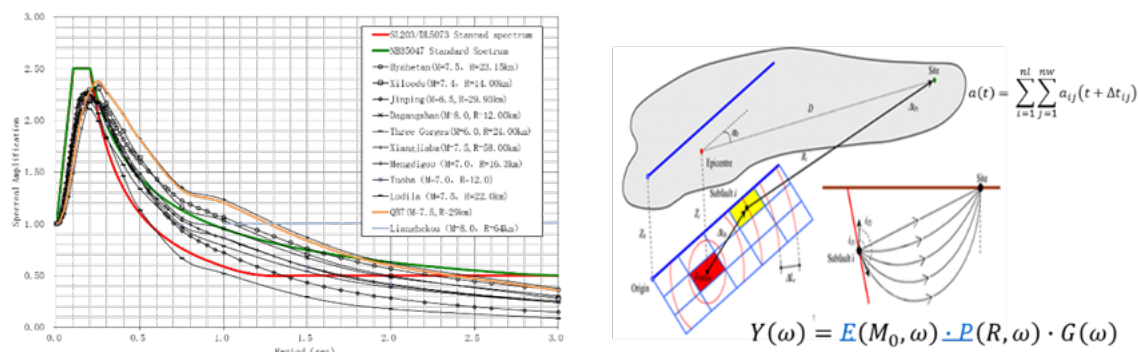 3.00
2.50
2.00
1.50
1.00
0.50
0.00
Spectreal Amplification
0.0
0.5
1.0
1.5
2.0
2.5
3.0
SL203/DL5073 Stanrad spectrum
NB35047 Standard Spetrum
Byahetan(M=7.5, R=23.15km)
Xiluodu(M=7.4, R=14.00km)
Jinping(M=6.5,R=29.93km)
Dagangshan(M=8.0,R=12.00km)
Three Gorges(M=6.0,R=24.00km)
Xiangjiaba(M=7.5,R=58.00km)
Mengdigou(M=7.0, R=16.3km)
Tuoba (M=7.0, R=12.0)
Ludila (M=7.5, R=22.0km)
QBT(M=7.5,R=29km)
Lianghekou (M=8.0, R=64km)
Site
D
Epicentre
Subfault i
Origin
a(t) = ∑_{i=1}^{nl} ∑_{j=1}^{nw} a_{ij}(t + Δt_{ij})
Site
Subfault i
Y(ω) = E(M₀, ω) · P(R, ω) · G(ω)